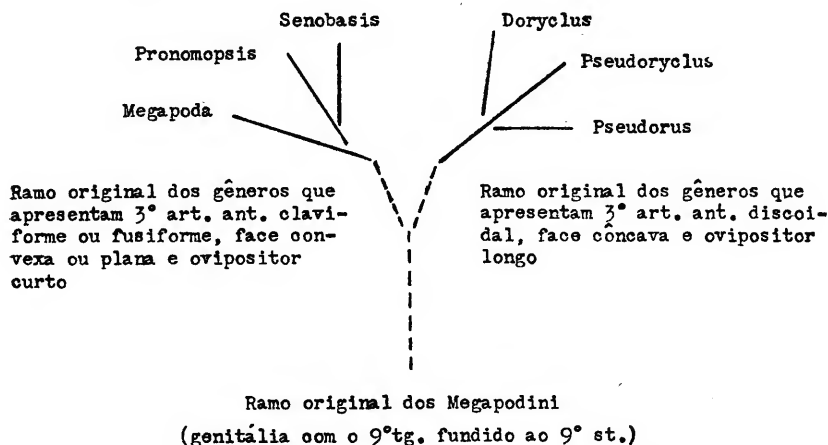 Senobasis
Doryclus
Pronomopsis
Pseudoryclus
Megapoda
Pseudorus
Ramo original dos gêneros que
apresentam 3° art. ant. clavi-
forme ou fusiforme, face con-
vexa ou plana e ovipositor
curto
Ramo original dos gêneros que
apresentam 3° art. ant. discoi-
dal, face côncava e ovipositor
longo
Ramo original dos Megapodini
(genitália com o 9°tg. fundido ao 9° st.)